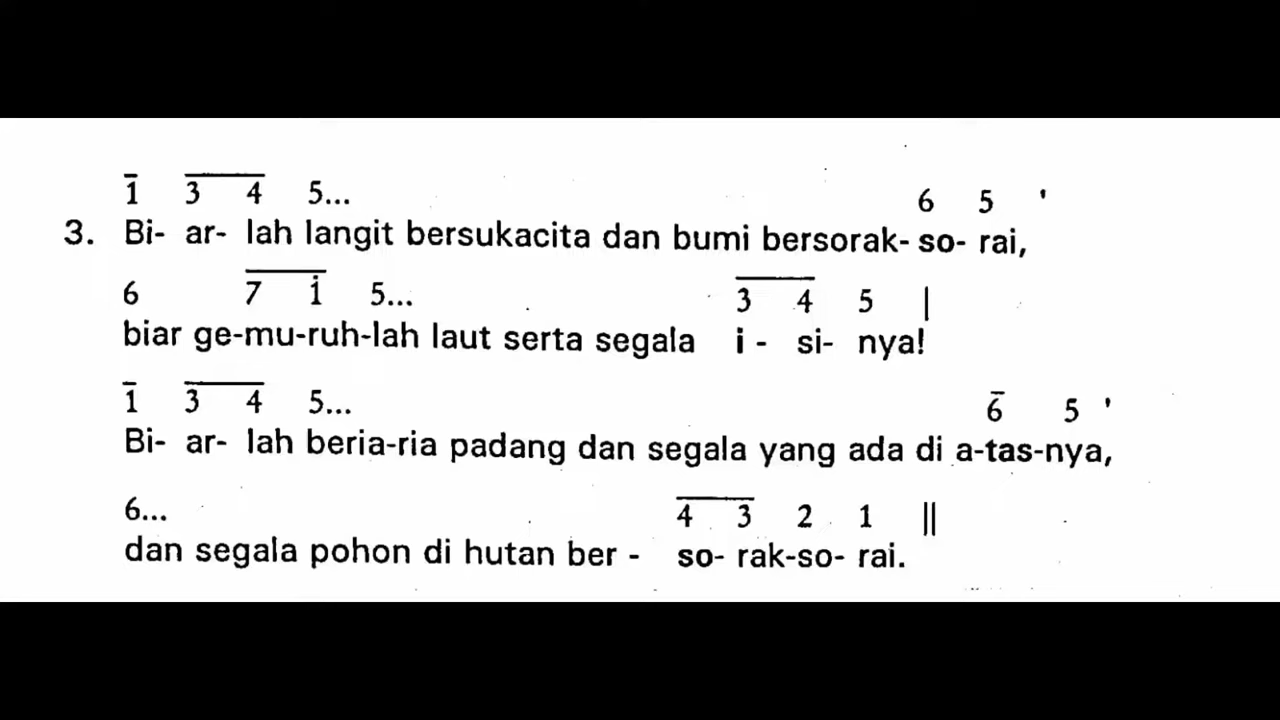 1̅ 3̅ 4̅ 5... 6 5 '
3. Bi- ar- lah langit bersukacita dan bumi bersorak- so- rai,
6 7̅ 1̇̅ 5... 3̅ 4̅ 5 |
biar ge-mu-ruh-lah laut serta segala i - si- nya!
1̅ 3̅ 4̅ 5... 6̅ 5 '
Bi- ar- lah beria-ria padang dan segala yang ada di a-tas-nya,
6... 4̅ 3̅ 2 1 ||
dan segala pohon di hutan ber - so- rak-so- rai.